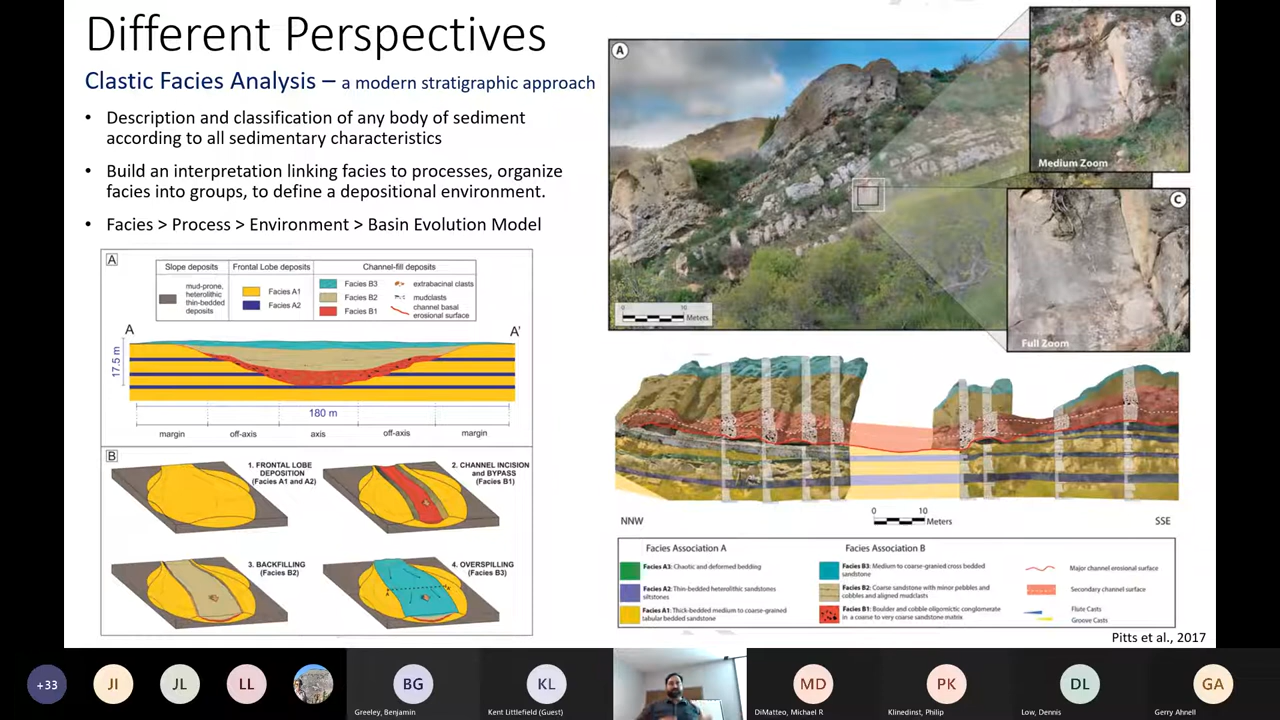 Different Perspectives
Clastic Facies Analysis – a modern stratigraphic approach
• Description and classification of any body of sediment
according to all sedimentary characteristics
• Build an interpretation linking facies to processes, organize
facies into groups, to define a depositional environment.
• Facies > Process > Environment > Basin Evolution Model
A
Slope deposits
Frontal Lobe deposits
Channel-fill deposits
mud-prone,
heterolithic
thin-bedded
deposits
Facies A1
Facies A2
Facies B3
Facies B2
Facies B1
extrabacinal clasts
mudclasts
channel basal
erosional surface
A
A'
17.5 m
180 m
margin
off-axis
axis
off-axis
margin
B
1. FRONTAL LOBE
DEPOSITION
(Facies A1 and A2)
2. CHANNEL INCISION
and BYPASS
(Facies B1)
3. BACKFILLING
(Facies B2)
4. OVERSPILLING
(Facies B3)
A
B
Medium Zoom
C
Full Zoom
0
Meters
NNW
0 10
Meters
SSE
Facies Association A
Facies A3: Chaotic and deformed bedding
Facies A2: Thin-bedded heterolithic sandstones
siltstones
Facies A1: Thick-bedded medium to coarse-grained
tabular bedded sandstone
Facies Association B
Facies B3: Medium to coarse-granied cross bedded
sandstone
Facies B2: Coarse sandstone with minor pebbles and
cobbles and aligned mudclasts
Facies B1: Boulder and cobble oligomictic conglomerate
in a coarse to very coarse sandstone matrix
Major channel erosional surface
Secondary channel surface
Flute Casts
Groove Casts
Pitts et al., 2017
+33
JI
JL
LL
BG
Greeley, Benjamin
KL
Kent Littlefield (Guest)
MD
DiMatteo, Michael R
PK
Klinedinst, Philip
DL
Low, Dennis
GA
Gerry Ahnell